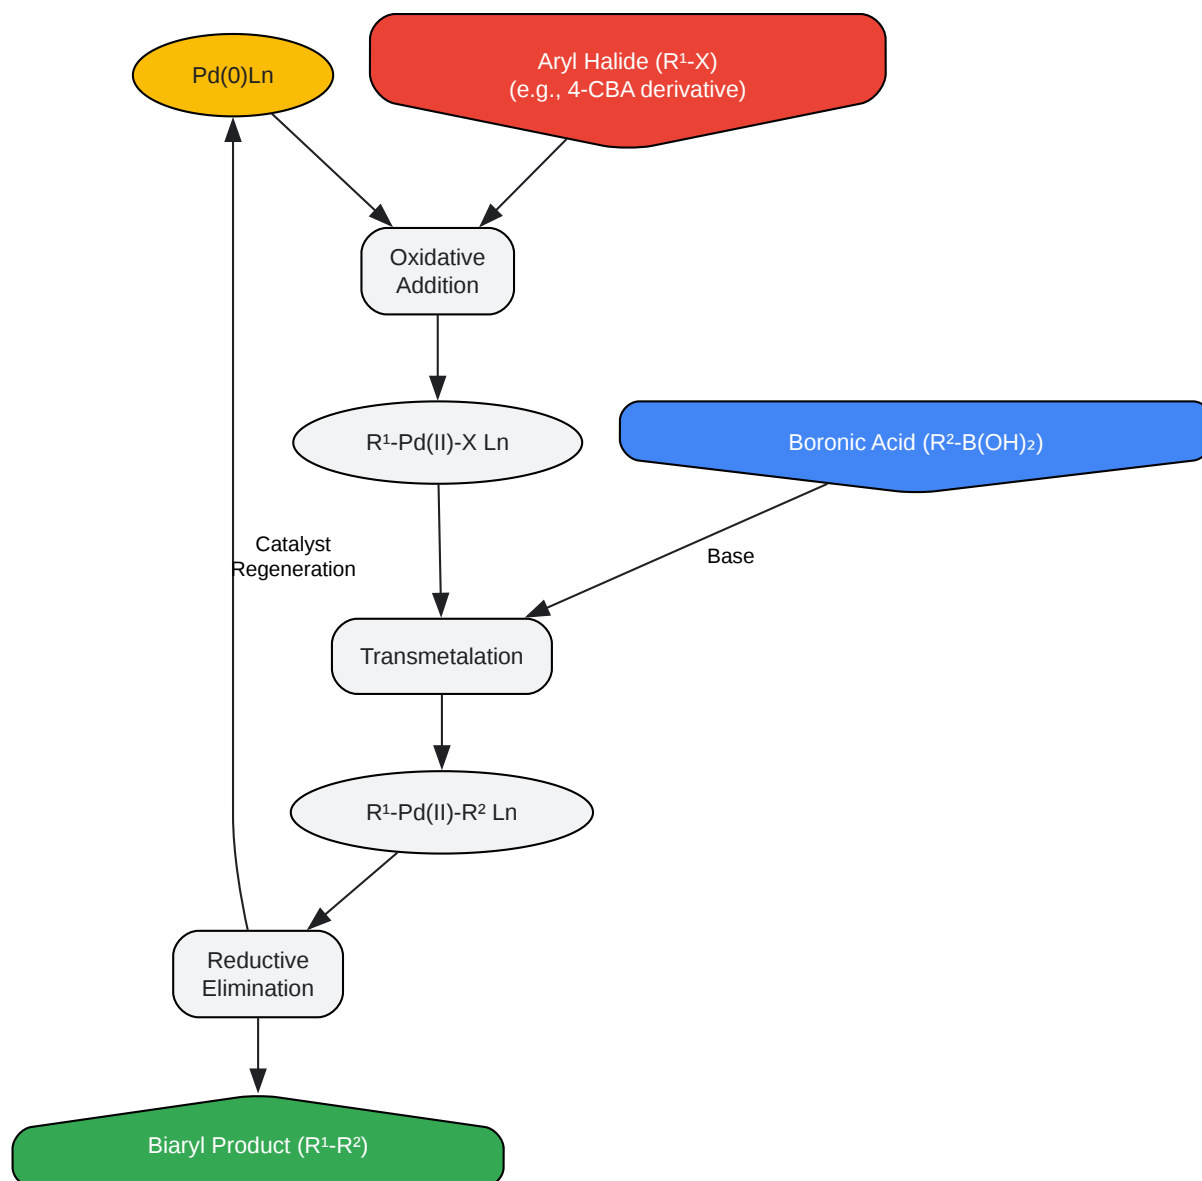 Pd(0)Ln
Aryl Halide (R¹-X)
(e.g., 4-CBA derivative)
Oxidative
Addition
R¹-Pd(II)-X Ln
Boronic Acid (R²-B(OH)₂)
Catalyst
Regeneration
Base
Transmetalation
R¹-Pd(II)-R² Ln
Reductive
Elimination
Biaryl Product (R¹-R²)